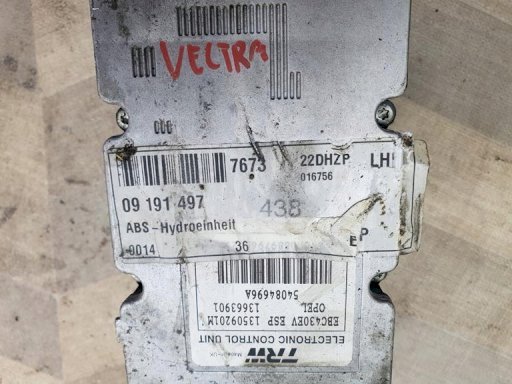 VECTRA
7673 22DHZP LH
016756
09 191 497 438
ABS-Hydroeinheit
0014 36 EP
TRW
ELECTRONIC CONTROL UNIT
EBC430EV ESP 13509201M
OPEL 13663901
54084696A